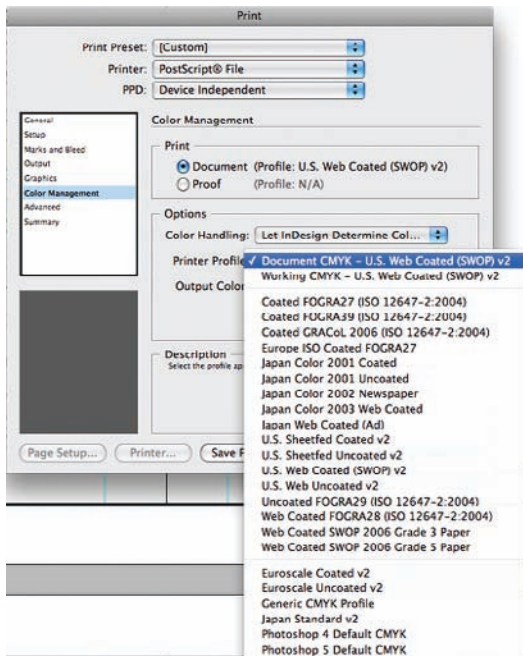 Print
Print Preset: [Custom]
Printer: PostScript® File
PPD: Device Independent
General
Setup
Marks and Bleed
Output
Graphics
Color Management
Advanced
Summary
Color Management
Print
Document (Profile: U.S. Web Coated (SWOP) v2)
Proof (Profile: N/A)
Options
Color Handling: Let InDesign Determine Col...
Printer Profile
✓ Document CMYK – U.S. Web Coated (SWOP) v2
Working CMYK – U.S. Web Coated (SWOP) v2
Output Color
Coated FOGRA27 (ISO 12647-2:2004)
Coated FOGRA39 (ISO 12647-2:2004)
Coated GRACoL 2006 (ISO 12647-2:2004)
Europe ISO Coated FOGRA27
Japan Color 2001 Coated
Japan Color 2001 Uncoated
Japan Color 2002 Newspaper
Japan Color 2003 Web Coated
Japan Web Coated (Ad)
U.S. Sheetfed Coated v2
U.S. Sheetfed Uncoated v2
U.S. Web Coated (SWOP) v2
U.S. Web Uncoated v2
Uncoated FOGRA29 (ISO 12647-2:2004)
Web Coated FOGRA28 (ISO 12647-2:2004)
Web Coated SWOP 2006 Grade 3 Paper
Web Coated SWOP 2006 Grade 5 Paper
Euroscale Coated v2
Euroscale Uncoated v2
Generic CMYK Profile
Japan Standard v2
Photoshop 4 Default CMYK
Photoshop 5 Default CMYK
Description
Select the profile ap
Page Setup... Printer... Save